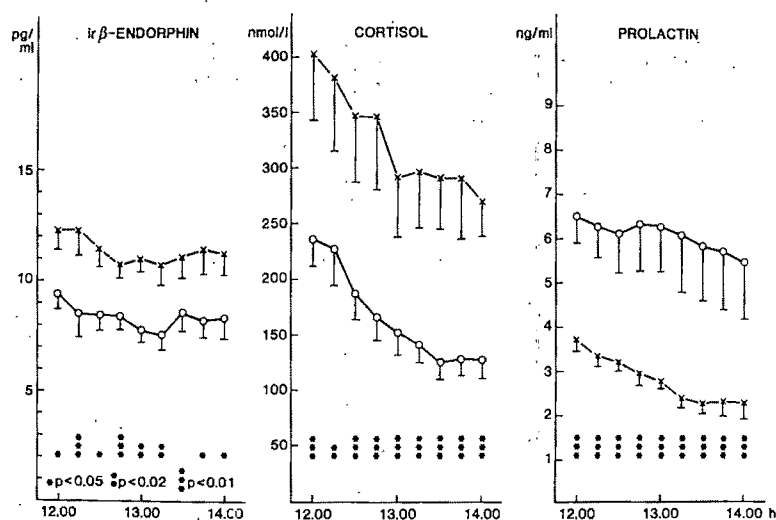 pg/ml
ir β-ENDORPHIN
15
10
5
•p<0.05 :p<0.02 ⋮p<0.01
12.00 13.00 14.00
nmol/l
CORTISOL
400
350
300
250
200
150
100
50
12.00 13.00 14.00
ng/ml
PROLACTIN
9
8
7
6
5
4
3
2
1
12.00 13.00 14.00 h